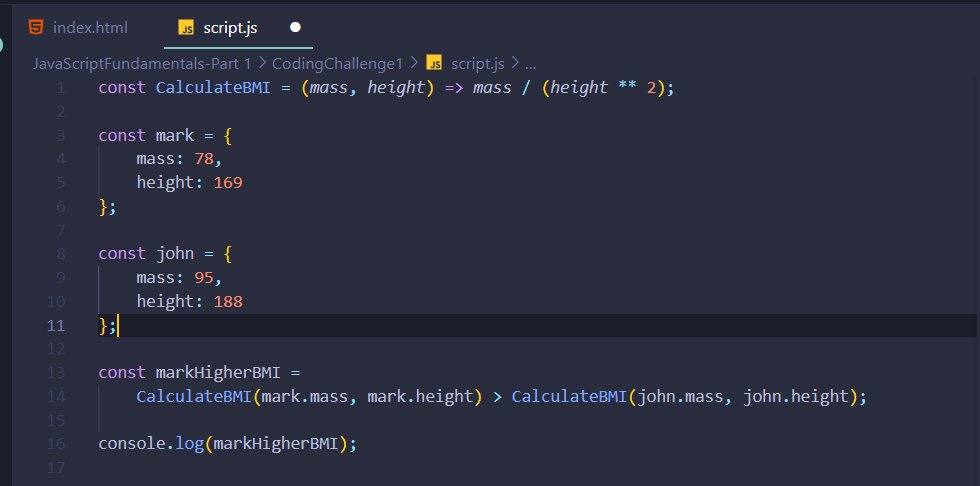 index.html JS script.js
JavaScriptFundamentals-Part 1 > CodingChallenge1 > JS script.js > ...
1 const CalculateBMI = (mass, height) => mass / (height ** 2);
2
3 const mark = {
4 mass: 78,
5 height: 169
6 };
7
8 const john = {
9 mass: 95,
10 height: 188
11 };
12
13 const markHigherBMI =
14 CalculateBMI(mark.mass, mark.height) > CalculateBMI(john.mass, john.height);
15
16 console.log(markHigherBMI);
17